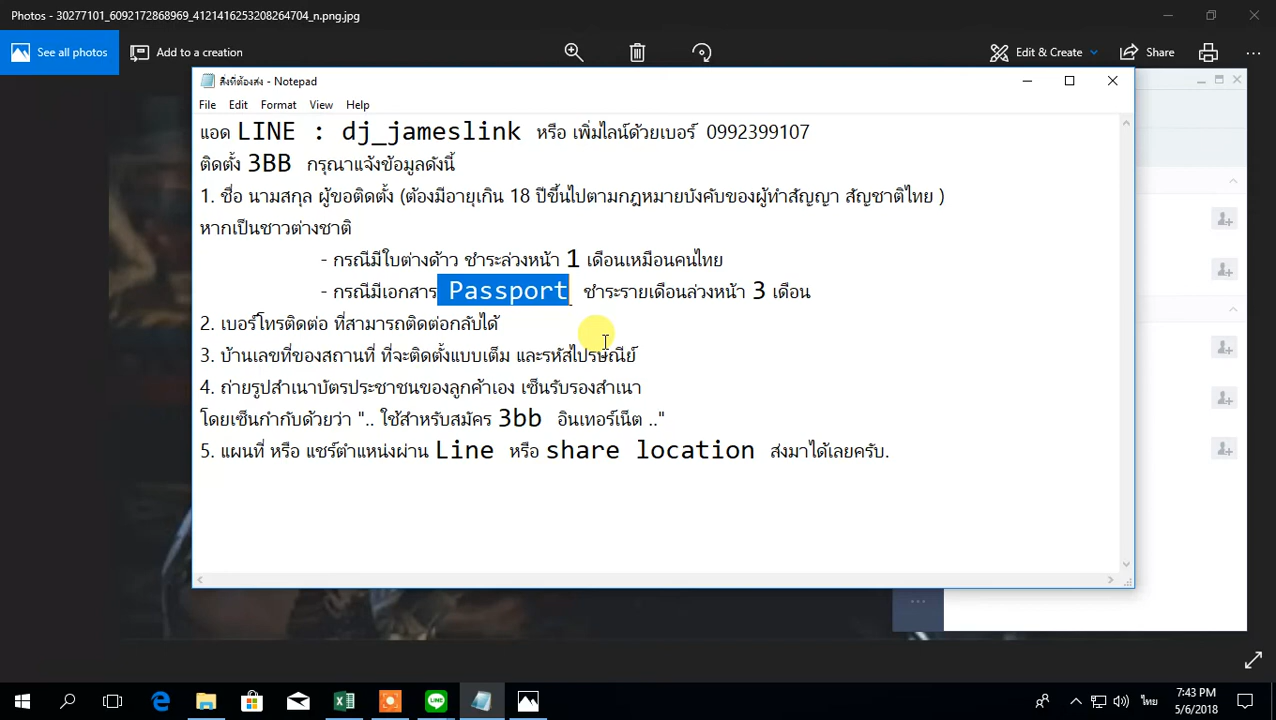 Photos - 30277101_6092172868969_4121416253208264704_n.png.jpg
See all photos
Add to a creation
Edit & Create
Share
สิ่งที่ต้องส่ง - Notepad
File Edit Format View Help
แอด LINE : dj_jameslink หรือ เพิ่มไลน์ด้วยเบอร์ 0992399107
ติดตั้ง 3BB กรุณาแจ้งข้อมูลดังนี้
1. ชื่อ นามสกุล ผู้ขอติดตั้ง (ต้องมีอายุเกิน 18 ปีขึ้นไปตามกฎหมายบังคับของผู้ทำสัญญา สัญชาติไทย )
หากเป็นชาวต่างชาติ
- กรณีมีใบต่างด้าว ชำระล่วงหน้า 1 เดือนเหมือนคนไทย
- กรณีมีเอกสาร Passport ชำระรายเดือนล่วงหน้า 3 เดือน
2. เบอร์โทรติดต่อ ที่สามารถติดต่อกลับได้
3. บ้านเลขที่ของสถานที่ ที่จะติดตั้งแบบเต็ม และรหัสไปรษณีย์
4. ถ่ายรูปสำเนาบัตรประชาชนของลูกค้าเอง เซ็นรับรองสำเนา
โดยเซ็นกำกับด้วยว่า ".. ใช้สำหรับสมัคร 3bb อินเทอร์เน็ต .."
5. แผนที่ หรือ แชร์ตำแหน่งผ่าน Line หรือ share location ส่งมาได้เลยครับ.
ไทย
7:43 PM
5/6/2018